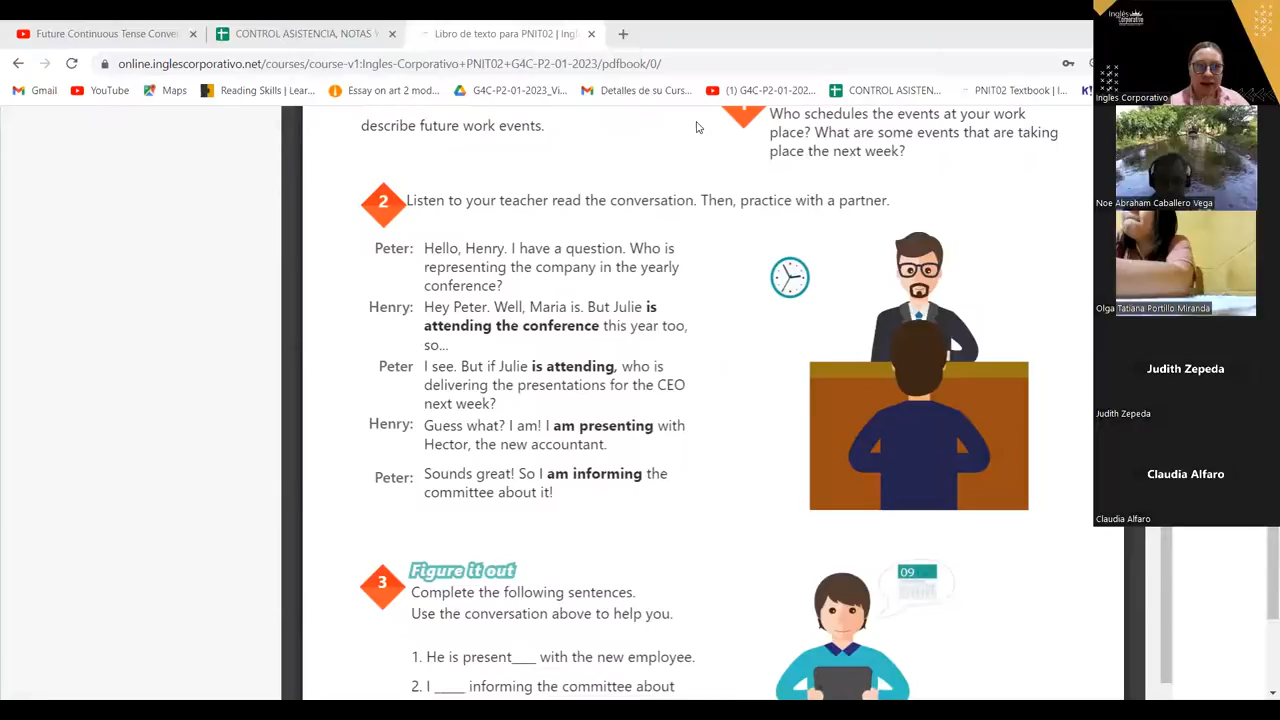 Future Continuous Tense Conver
CONTROL ASISTENCIA, NOTAS
Libro de texto para PNIT02 | Ingl
online.inglescorporativo.net/courses/course-v1:Ingles-Corporativo+PNIT02+G4C-P2-01-2023/pdfbook/0/
Gmail
YouTube
Maps
Reading Skills | Lear...
Essay on art 2 mod...
G4C-P2-01-2023_Vi...
Detalles de su Curs...
(1) G4C-P2-01-202...
CONTROL ASISTEN...
PNIT02 Textbook | I...
describe future work events.
Who schedules the events at your work
place? What are some events that are taking
place the next week?
2
Listen to your teacher read the conversation. Then, practice with a partner.
Peter: Hello, Henry. I have a question. Who is
representing the company in the yearly
conference?
Henry: Hey Peter. Well, Maria is. But Julie is
attending the conference this year too,
so...
Peter I see. But if Julie is attending, who is
delivering the presentations for the CEO
next week?
Henry: Guess what? I am! I am presenting with
Hector, the new accountant.
Peter: Sounds great! So I am informing the
committee about it!
3
Figure it out
Complete the following sentences.
Use the conversation above to help you.
1. He is present____ with the new employee.
2. I _____ informing the committee about
09
Inglés
Corporativo
Ingles Corporativo
Noe Abraham Caballero Vega
Olga Tatiana Portillo Miranda
Judith Zepeda
Judith Zepeda
Claudia Alfaro
Claudia Alfaro